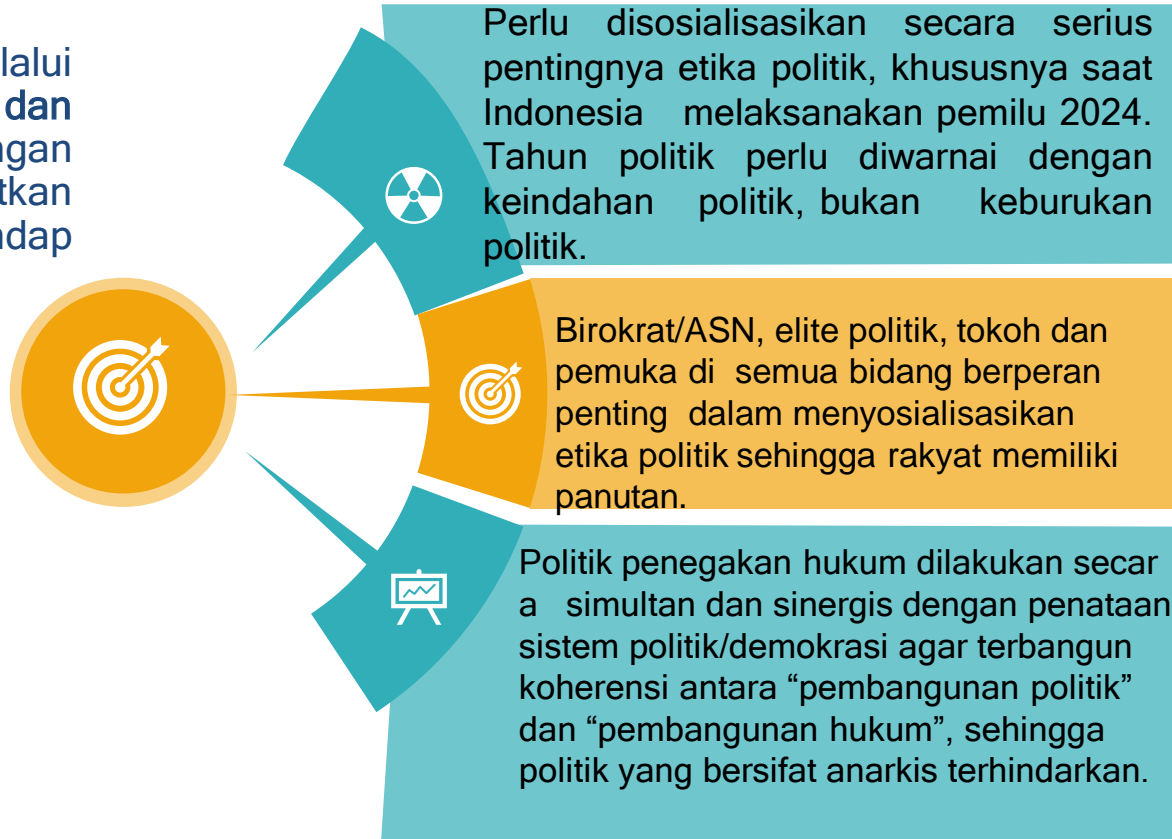 lalui
dan
ngan
tkan
ndap
Perlu disosialisasikan secara serius
pentingnya etika politik, khususnya saat
Indonesia melaksanakan pemilu 2024.
Tahun politik perlu diwarnai dengan
keindahan politik, bukan keburukan
politik.
Birokrat/ASN, elite politik, tokoh dan
pemuka di semua bidang berperan
penting dalam menyosialisasikan
etika politik sehingga rakyat memiliki
panutan.
Politik penegakan hukum dilakukan secar
a simultan dan sinergis dengan penataan
sistem politik/demokrasi agar terbangun
koherensi antara “pembangunan politik”
dan “pembangunan hukum”, sehingga
politik yang bersifat anarkis terhindarkan.